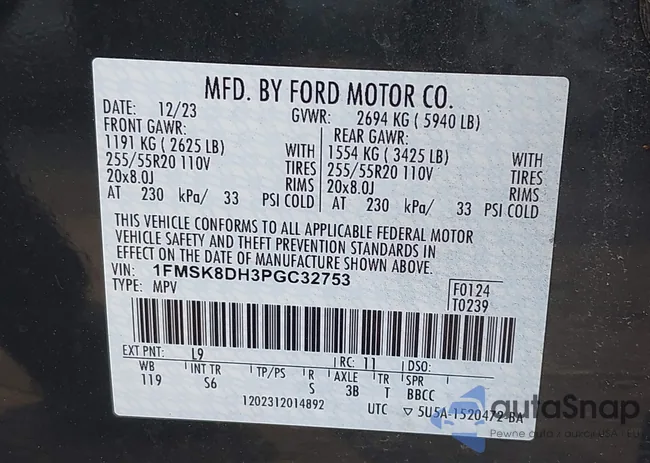 MFD. BY FORD MOTOR CO.
DATE: 12/23 GVWR: 2694 KG ( 5940 LB)
FRONT GAWR: REAR GAWR:
1191 KG ( 2625 LB) WITH 1554 KG ( 3425 LB) WITH
255/55R20 110V TIRES 255/55R20 110V TIRES
20x8.0J RIMS 20x8.0J RIMS
AT 230 kPa/ 33 PSI COLD AT 230 kPa/ 33 PSI COLD
THIS VEHICLE CONFORMS TO ALL APPLICABLE FEDERAL MOTOR
VEHICLE SAFETY AND THEFT PREVENTION STANDARDS IN
EFFECT ON THE DATE OF MANUFACTURE SHOWN ABOVE.
VIN: 1FMSK8DH3PGC32753
TYPE: MPV
F0124
T0239
EXT PNT: L9 RC: 11 DSO:
WB INT TR TP/PS R AXLE TR SPR
119 S6 S 3B T BBCC
1202312014892 UTC ▽ 5U5A-1520472-BA
autaSnap
Pewne auto z aukcji USA